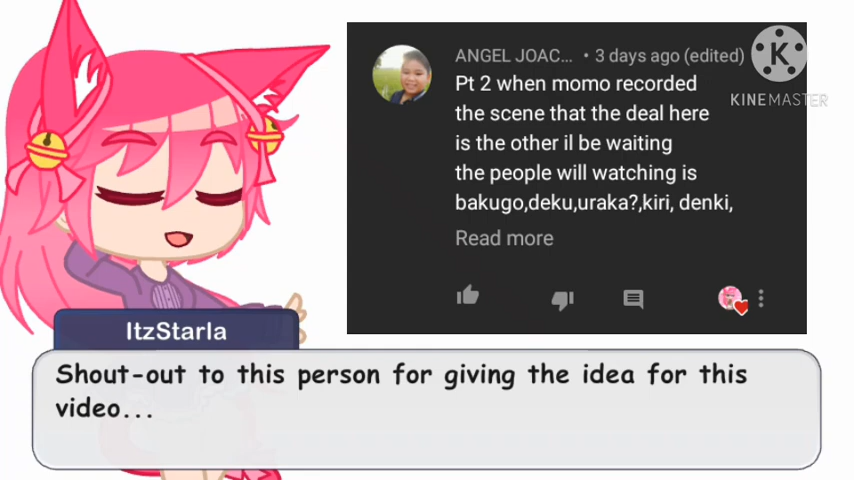 ANGEL JOAC... • 3 days ago (edited)
Pt 2 when momo recorded
the scene that the deal here
is the other il be waiting
the people will watching is
bakugo,deku,uraka?,kiri, denki,
Read more
K
KINEMASTER
ItzStarla
Shout-out to this person for giving the idea for this
video...